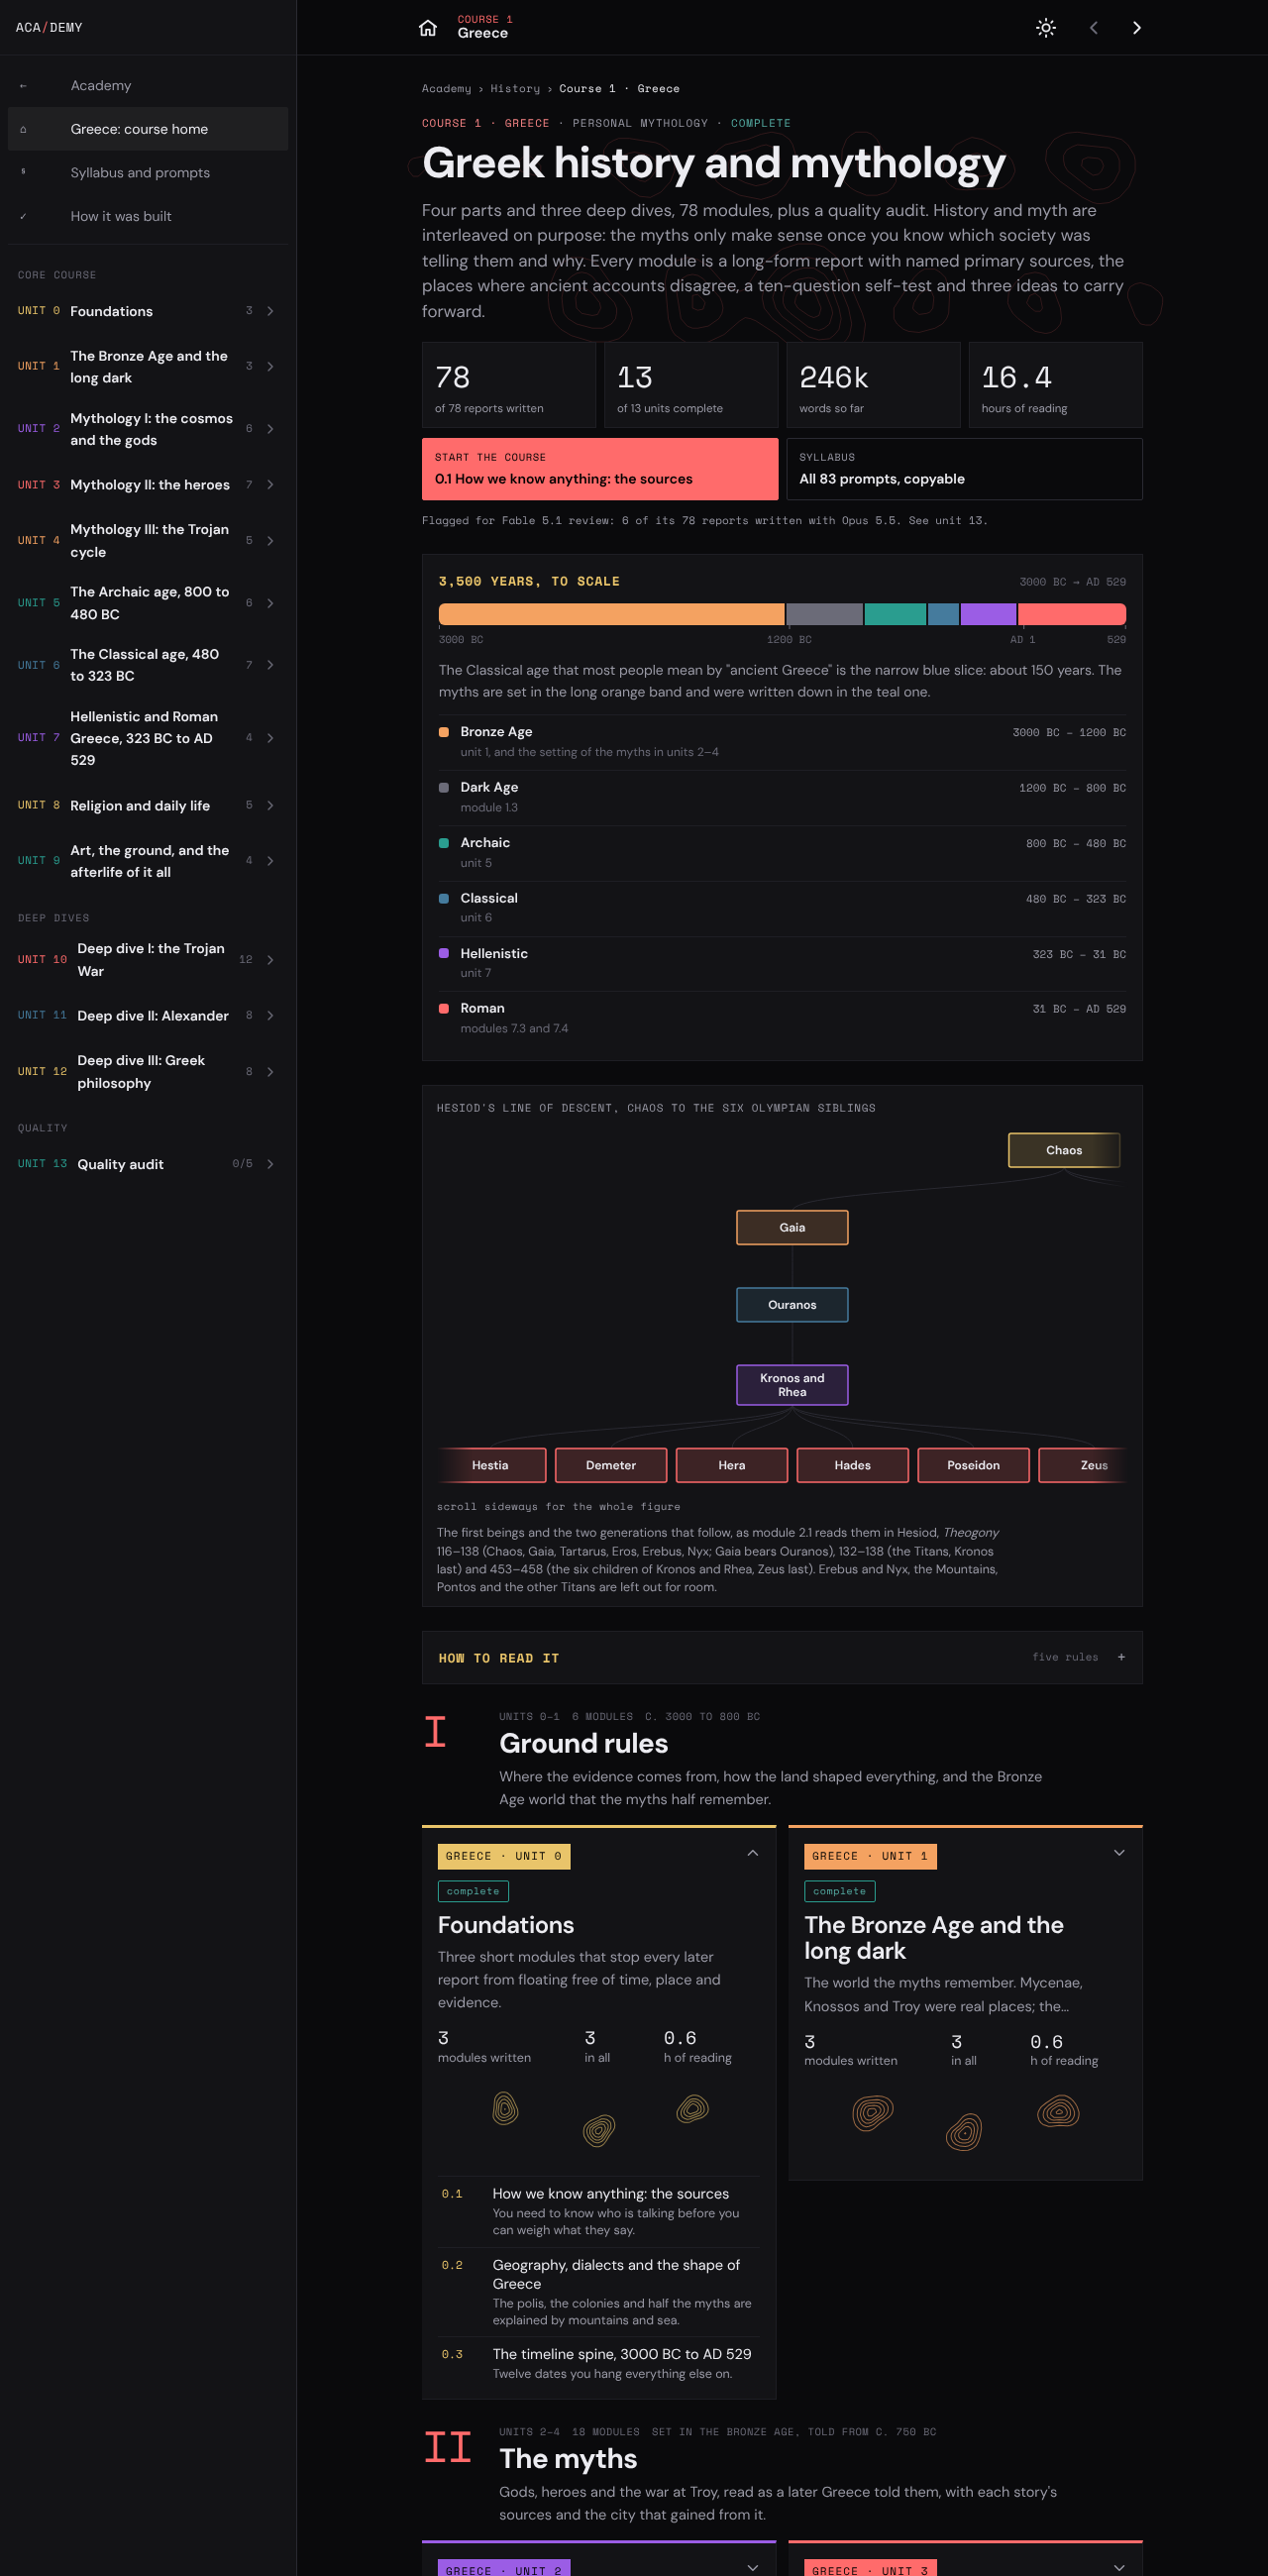 ACA/DEMY
← Academy
⌂ Greece: course home
§ Syllabus and prompts
✓ How it was built
CORE COURSE
UNIT 0 Foundations 3
UNIT 1 The Bronze Age and the
long dark 3
UNIT 2 Mythology I: the cosmos
and the gods 6
UNIT 3 Mythology II: the heroes 7
UNIT 4 Mythology III: the Trojan
cycle 5
UNIT 5 The Archaic age, 800 to
480 BC 6
UNIT 6 The Classical age, 480
to 323 BC 7
UNIT 7 Hellenistic and Roman
Greece, 323 BC to AD
529 4
UNIT 8 Religion and daily life 5
UNIT 9 Art, the ground, and the
afterlife of it all 4
DEEP DIVES
UNIT 10 Deep dive I: the Trojan
War 12
UNIT 11 Deep dive II: Alexander 8
UNIT 12 Deep dive III: Greek
philosophy 8
QUALITY
UNIT 13 Quality audit 0/5
COURSE 1
Greece
Academy › History › Course 1 · Greece
COURSE 1 · GREECE · PERSONAL MYTHOLOGY · COMPLETE
Greek history and mythology
Four parts and three deep dives, 78 modules, plus a quality audit. History and myth are
interleaved on purpose: the myths only make sense once you know which society was
telling them and why. Every module is a long-form report with named primary sources, the
places where ancient accounts disagree, a ten-question self-test and three ideas to carry
forward.
78
of 78 reports written
13
of 13 units complete
246k
words so far
16.4
hours of reading
START THE COURSE
0.1 How we know anything: the sources
SYLLABUS
All 83 prompts, copyable
Flagged for Fable 5.1 review: 6 of its 78 reports written with Opus 5.5. See unit 13.
3,500 YEARS, TO SCALE 3000 BC → AD 529
3000 BC 1200 BC AD 1 529
The Classical age that most people mean by "ancient Greece" is the narrow blue slice: about 150 years. The
myths are set in the long orange band and were written down in the teal one.
Bronze Age 3000 BC – 1200 BC
unit 1, and the setting of the myths in units 2–4
Dark Age 1200 BC – 800 BC
module 1.3
Archaic 800 BC – 480 BC
unit 5
Classical 480 BC – 323 BC
unit 6
Hellenistic 323 BC – 31 BC
unit 7
Roman 31 BC – AD 529
modules 7.3 and 7.4
HESIOD'S LINE OF DESCENT, CHAOS TO THE SIX OLYMPIAN SIBLINGS
Chaos
Gaia
Ouranos
Kronos and
Rhea
Hestia Demeter Hera Hades Poseidon Zeus
scroll sideways for the whole figure
The first beings and the two generations that follow, as module 2.1 reads them in Hesiod, Theogony
116–138 (Chaos, Gaia, Tartarus, Eros, Erebus, Nyx; Gaia bears Ouranos), 132–138 (the Titans, Kronos
last) and 453–458 (the six children of Kronos and Rhea, Zeus last). Erebus and Nyx, the Mountains,
Pontos and the other Titans are left out for room.
HOW TO READ IT five rules +
I
UNITS 0–1 6 MODULES C. 3000 TO 800 BC
Ground rules
Where the evidence comes from, how the land shaped everything, and the Bronze
Age world that the myths half remember.
GREECE · UNIT 0
complete
Foundations
Three short modules that stop every later
report from floating free of time, place and
evidence.
3 3 0.6
modules written in all h of reading
0.1 How we know anything: the sources
You need to know who is talking before you
can weigh what they say.
0.2 Geography, dialects and the shape of
Greece
The polis, the colonies and half the myths are
explained by mountains and sea.
0.3 The timeline spine, 3000 BC to AD 529
Twelve dates you hang everything else on.
GREECE · UNIT 1
complete
The Bronze Age and the
long dark
The world the myths remember. Mycenae,
Knossos and Troy were real places; the…
3 3 0.6
modules written in all h of reading
II
UNITS 2–4 18 MODULES SET IN THE BRONZE AGE, TOLD FROM C. 750 BC
The myths
Gods, heroes and the war at Troy, read as a later Greece told them, with each story's
sources and the city that gained from it.
GREECE · UNIT 2
GREECE · UNIT 3